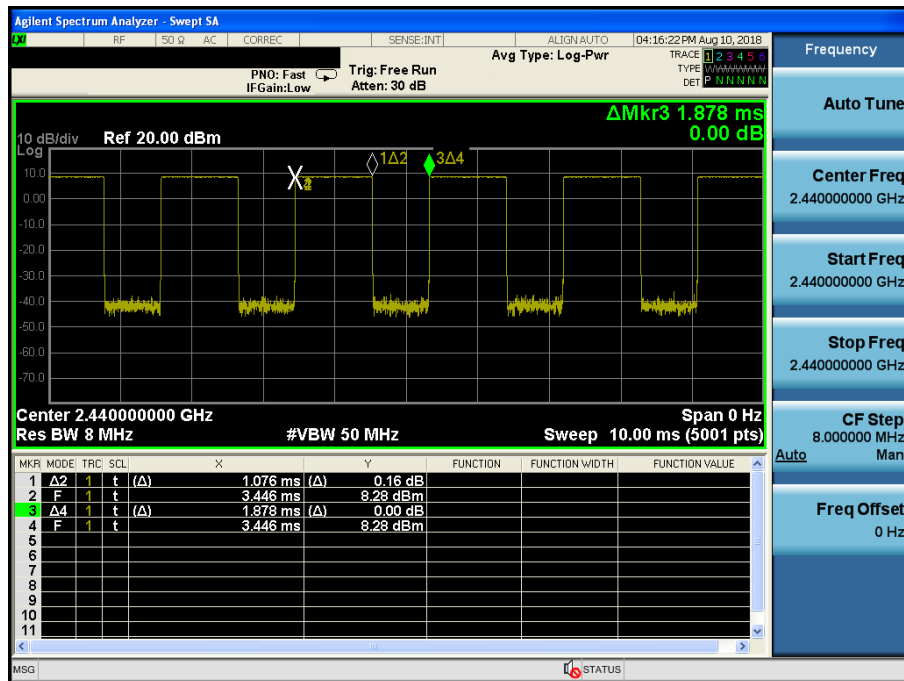 Agilent Spectrum Analyzer - Swept SA
LXI RF 50 Ω AC CORREC SENSE:INT ALIGN AUTO 04:16:22 PM Aug 10, 2018
Avg Type: Log-Pwr
TRACE 1 2 3 4 5 6
TYPE WWWWWW
DET P N N N N N
PNO: Fast
IFGain:Low
Trig: Free Run
Atten: 30 dB
Frequency
Auto Tune
Center Freq
2.440000000 GHz
Start Freq
2.440000000 GHz
Stop Freq
2.440000000 GHz
CF Step
8.000000 MHz
Auto Man
Freq Offset
0 Hz
ΔMkr3 1.878 ms
0.00 dB
10 dB/div Ref 20.00 dBm
Log
1Δ2 3Δ4
10.0
0.00
-10.0
-20.0
-30.0
-40.0
-50.0
-60.0
-70.0
Center 2.440000000 GHz Span 0 Hz
Res BW 8 MHz #VBW 50 MHz Sweep 10.00 ms (5001 pts)
MKR MODE TRC SCL X Y FUNCTION FUNCTION WIDTH FUNCTION VALUE
1 Δ2 1 t (Δ) 1.076 ms (Δ) 0.16 dB
2 F 1 t 3.446 ms 8.28 dBm
3 Δ4 1 t (Δ) 1.878 ms (Δ) 0.00 dB
4 F 1 t 3.446 ms 8.28 dBm
5
6
7
8
9
10
11
MSG STATUS